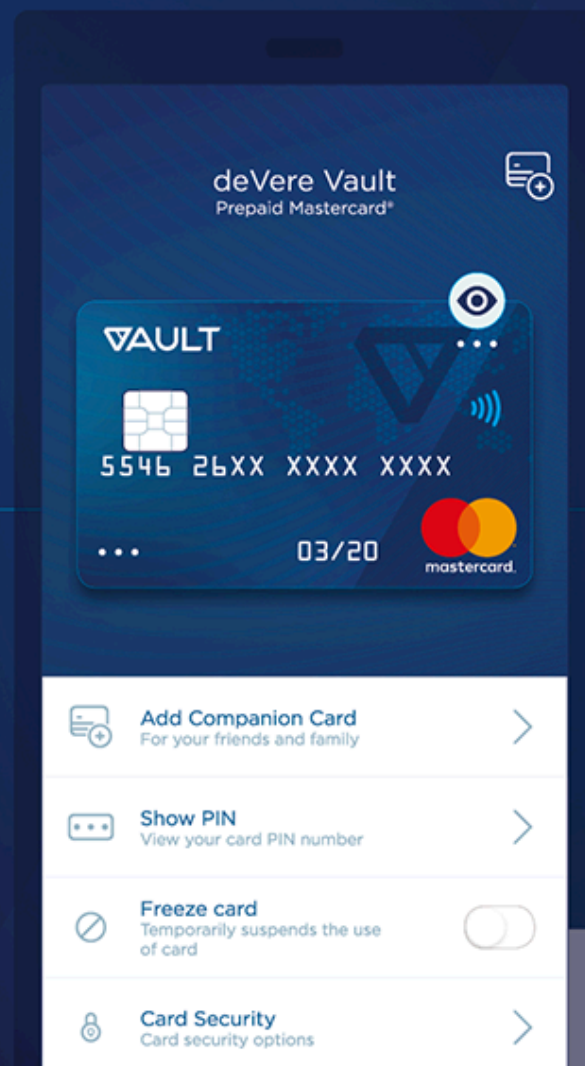 deVere Vault
Prepaid Mastercard®
VAULT
5546 26XX XXXX XXXX
03/20
mastercard.
Add Companion Card
For your friends and family
Show PIN
View your card PIN number
Freeze card
Temporarily suspends the use
of card
Card Security
Card security options